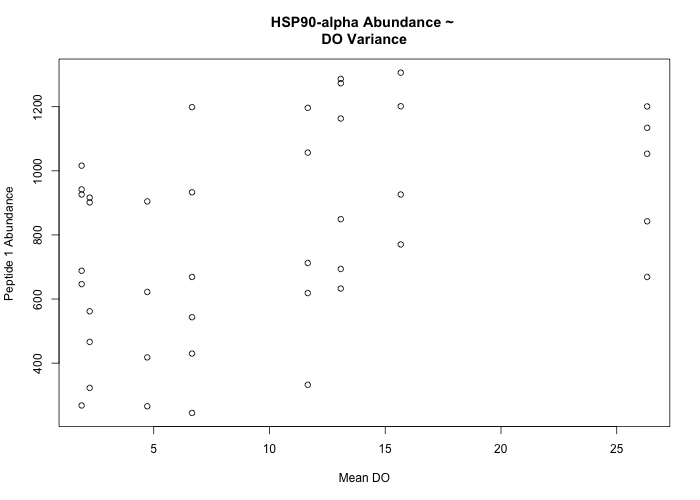 HSP90-alpha Abundance ~
DO Variance
1200
1000
800
600
400
Peptide 1 Abundance
5 10 15 20 25
Mean DO